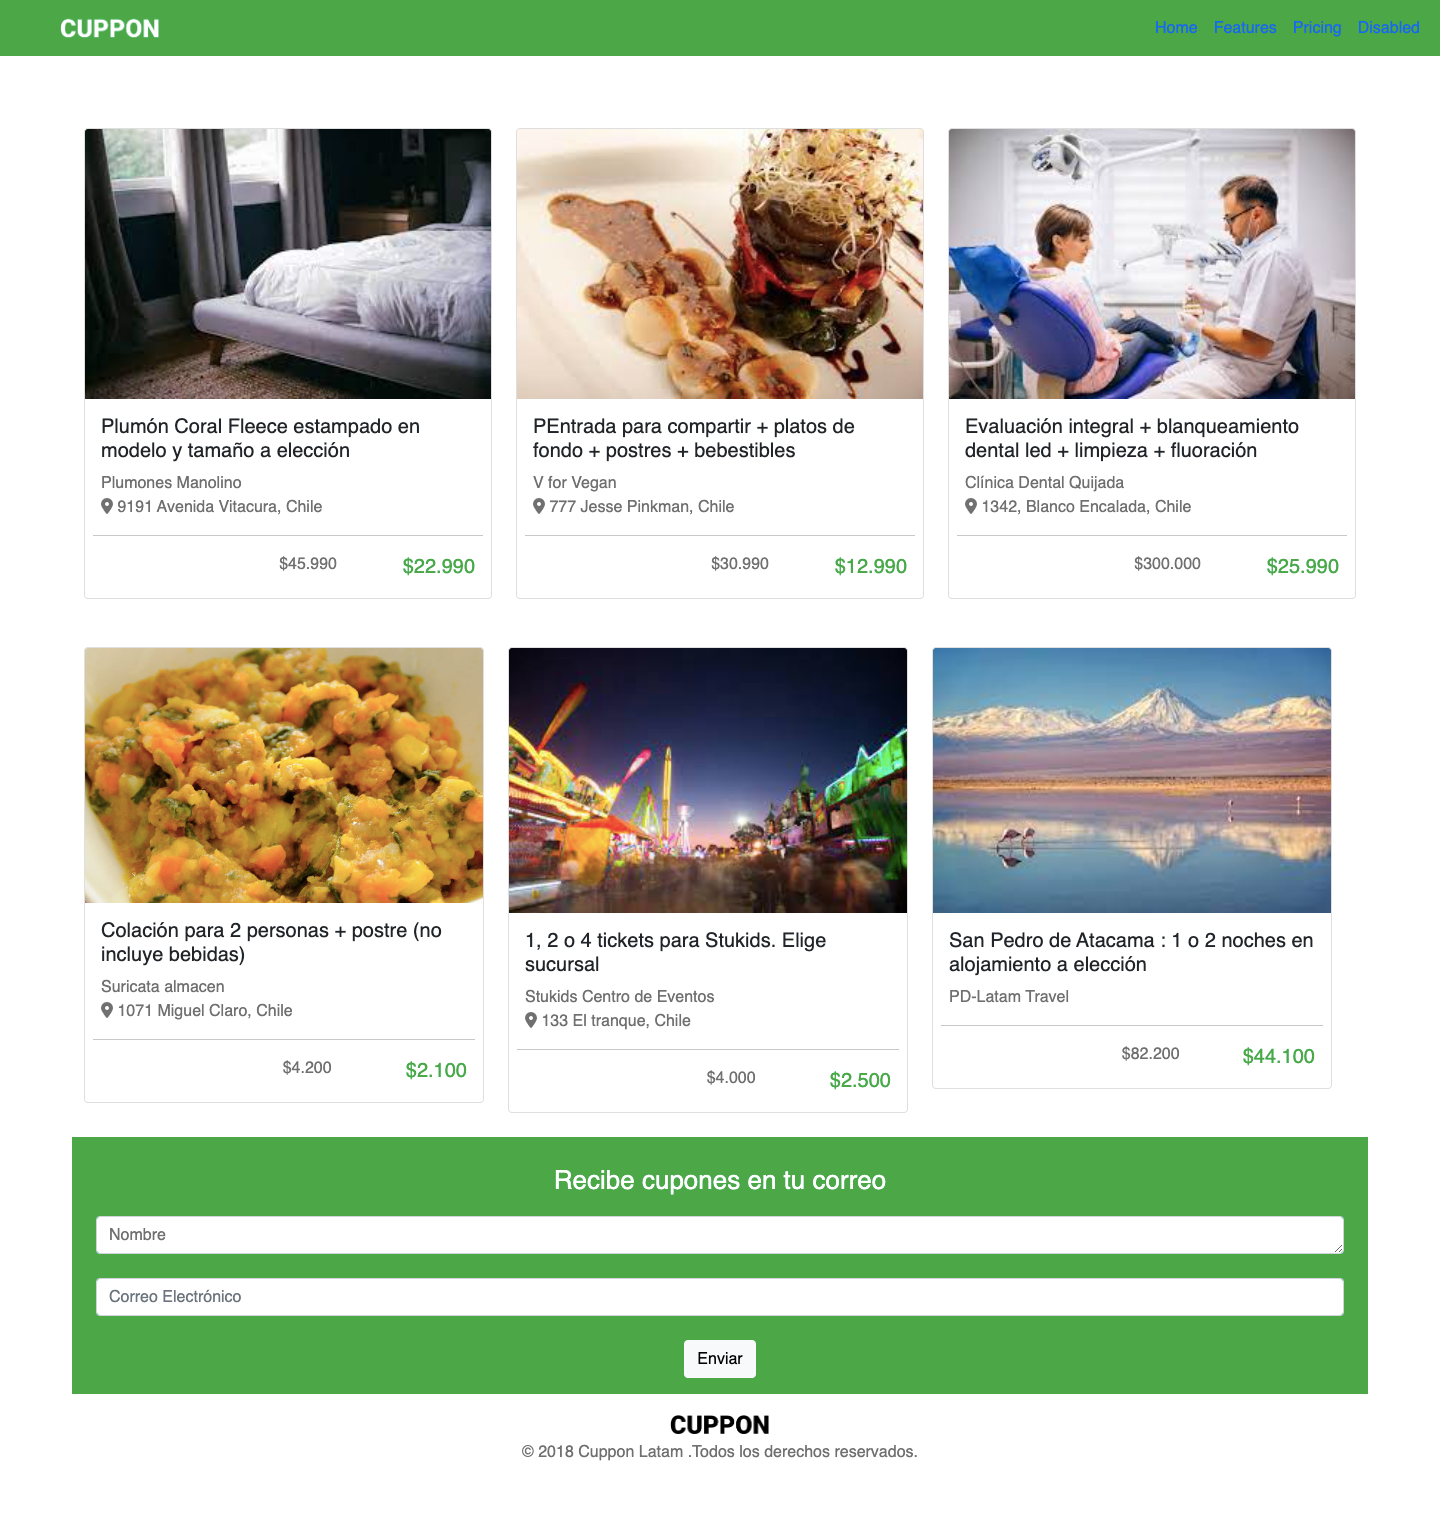 CUPPON
Home Features Pricing Disabled
Plumón Coral Fleece estampado en
modelo y tamaño a elección
Plumones Manolino
9191 Avenida Vitacura, Chile
$45.990 $22.990
PEntrada para compartir + platos de
fondo + postres + bebestibles
V for Vegan
777 Jesse Pinkman, Chile
$30.990 $12.990
Evaluación integral + blanqueamiento
dental led + limpieza + fluoración
Clínica Dental Quijada
1342, Blanco Encalada, Chile
$300.000 $25.990
Colación para 2 personas + postre (no
incluye bebidas)
Suricata almacen
1071 Miguel Claro, Chile
$4.200 $2.100
1, 2 o 4 tickets para Stukids. Elige
sucursal
Stukids Centro de Eventos
133 El tranque, Chile
$4.000 $2.500
San Pedro de Atacama : 1 o 2 noches en
alojamiento a elección
PD-Latam Travel
$82.200 $44.100
Recibe cupones en tu correo
Nombre
Correo Electrónico
Enviar
CUPPON
© 2018 Cuppon Latam .Todos los derechos reservados.